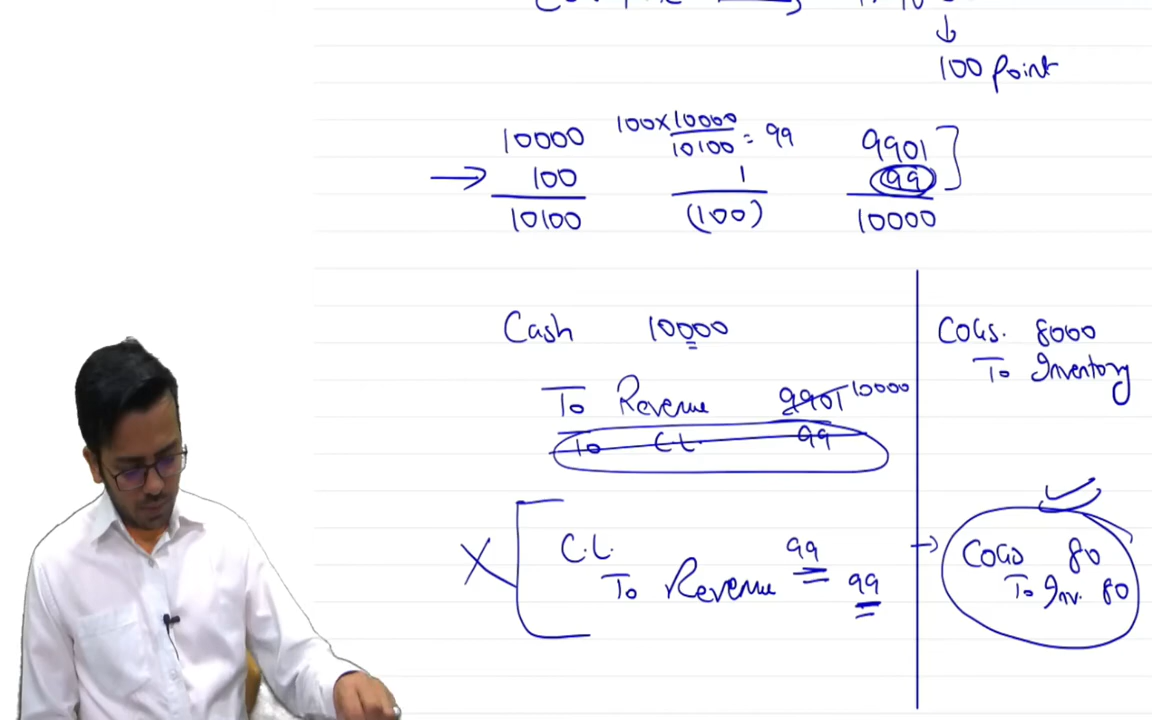 100 point
10000 100x10000/10100 = 99 9901
100 1 99
10100 (100) 10000
Cash 10000
To Revenue 9901 10000
To C.L. 99
COGS. 8000
To Inventory
X C.L. 99
To Revenue 99
COGS 80
To Inv. 80